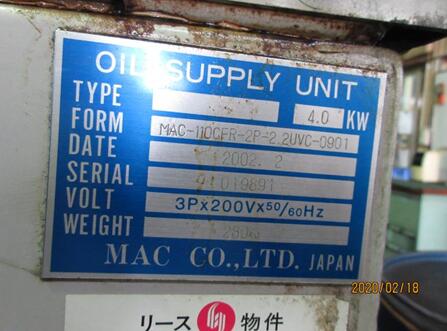 OIL SUPPLY UNIT
TYPE 4.0 KW
FORM MAC-110CFR-2P-2.2UVC-0901
DATE 2002. 2
SERIAL
VOLT 3P×200V×50/60Hz
WEIGHT
MAC CO.,LTD. JAPAN
2020/02/18
リース 物件